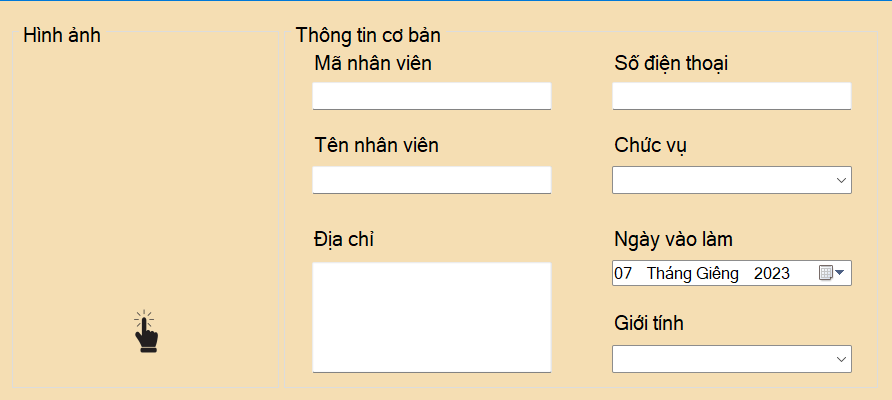 Hình ảnh
Thông tin cơ bản
Mã nhân viên
Số điện thoại
Tên nhân viên
Chức vụ
Địa chỉ
Ngày vào làm
07 Tháng Giêng 2023
Giới tính